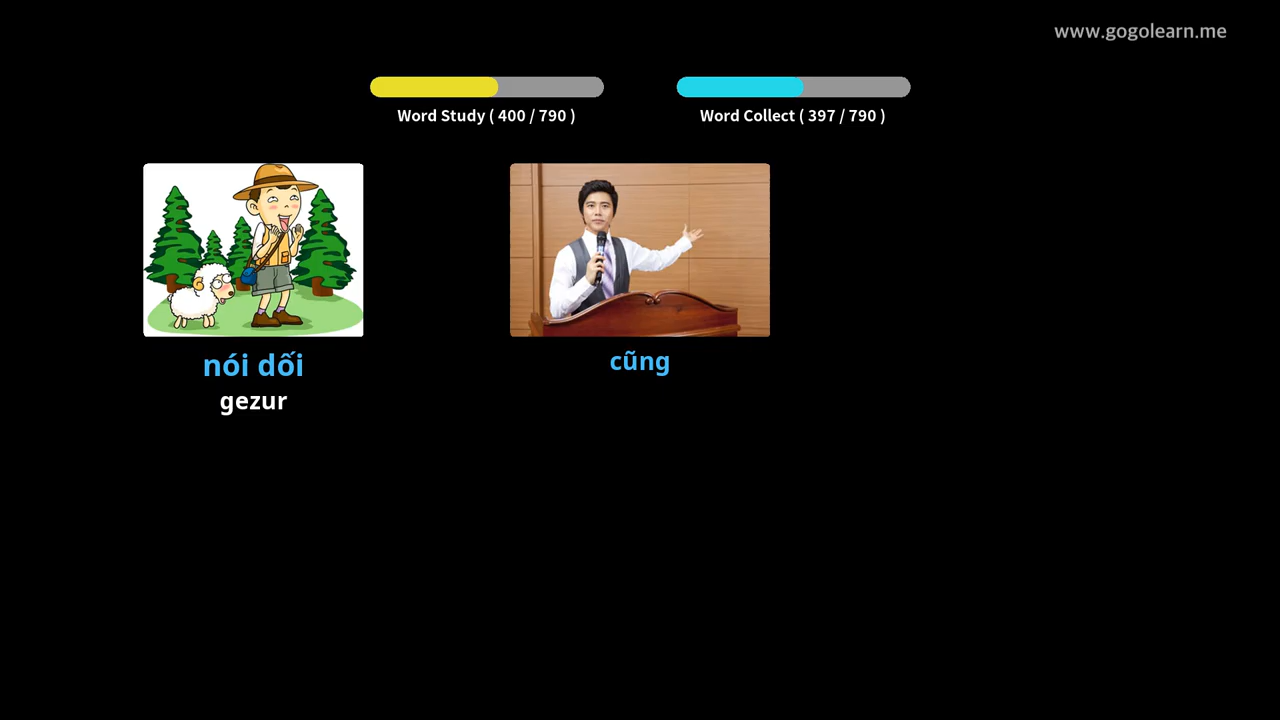 www.gogolearn.me
Word Study ( 400 / 790 )
Word Collect ( 397 / 790 )
nói dối
gezur
cũng